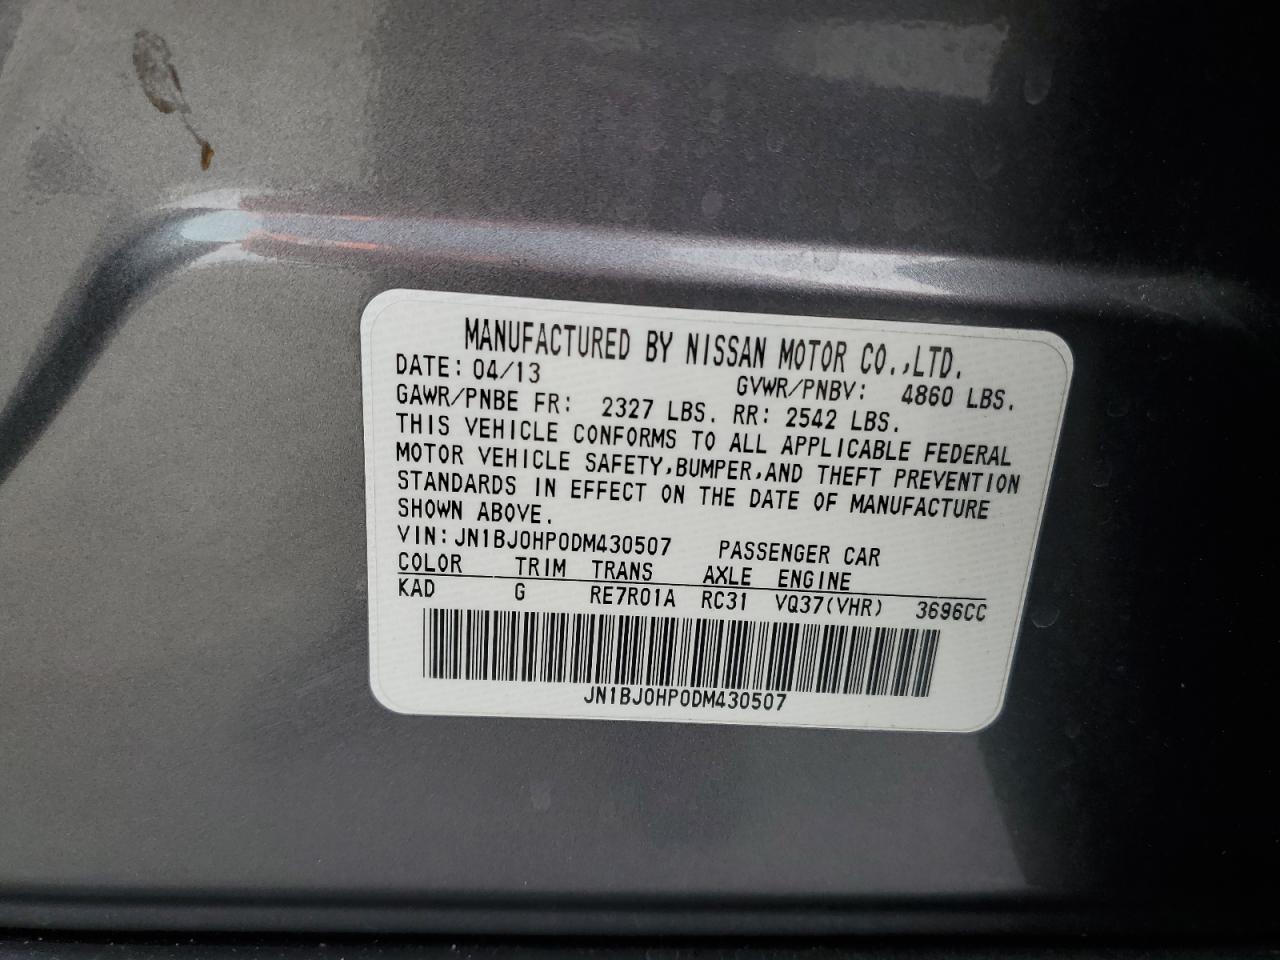 MANUFACTURED BY NISSAN MOTOR CO.,LTD.
DATE: 04/13 GVWR/PNBV: 4860 LBS.
GAWR/PNBE FR: 2327 LBS. RR: 2542 LBS.
THIS VEHICLE CONFORMS TO ALL APPLICABLE FEDERAL
MOTOR VEHICLE SAFETY,BUMPER,AND THEFT PREVENTION
STANDARDS IN EFFECT ON THE DATE OF MANUFACTURE
SHOWN ABOVE.
VIN:JN1BJ0HP0DM430507 PASSENGER CAR
COLOR TRIM TRANS AXLE ENGINE
KAD G RE7R01A RC31 VQ37(VHR) 3696CC
JN1BJ0HP0DM430507